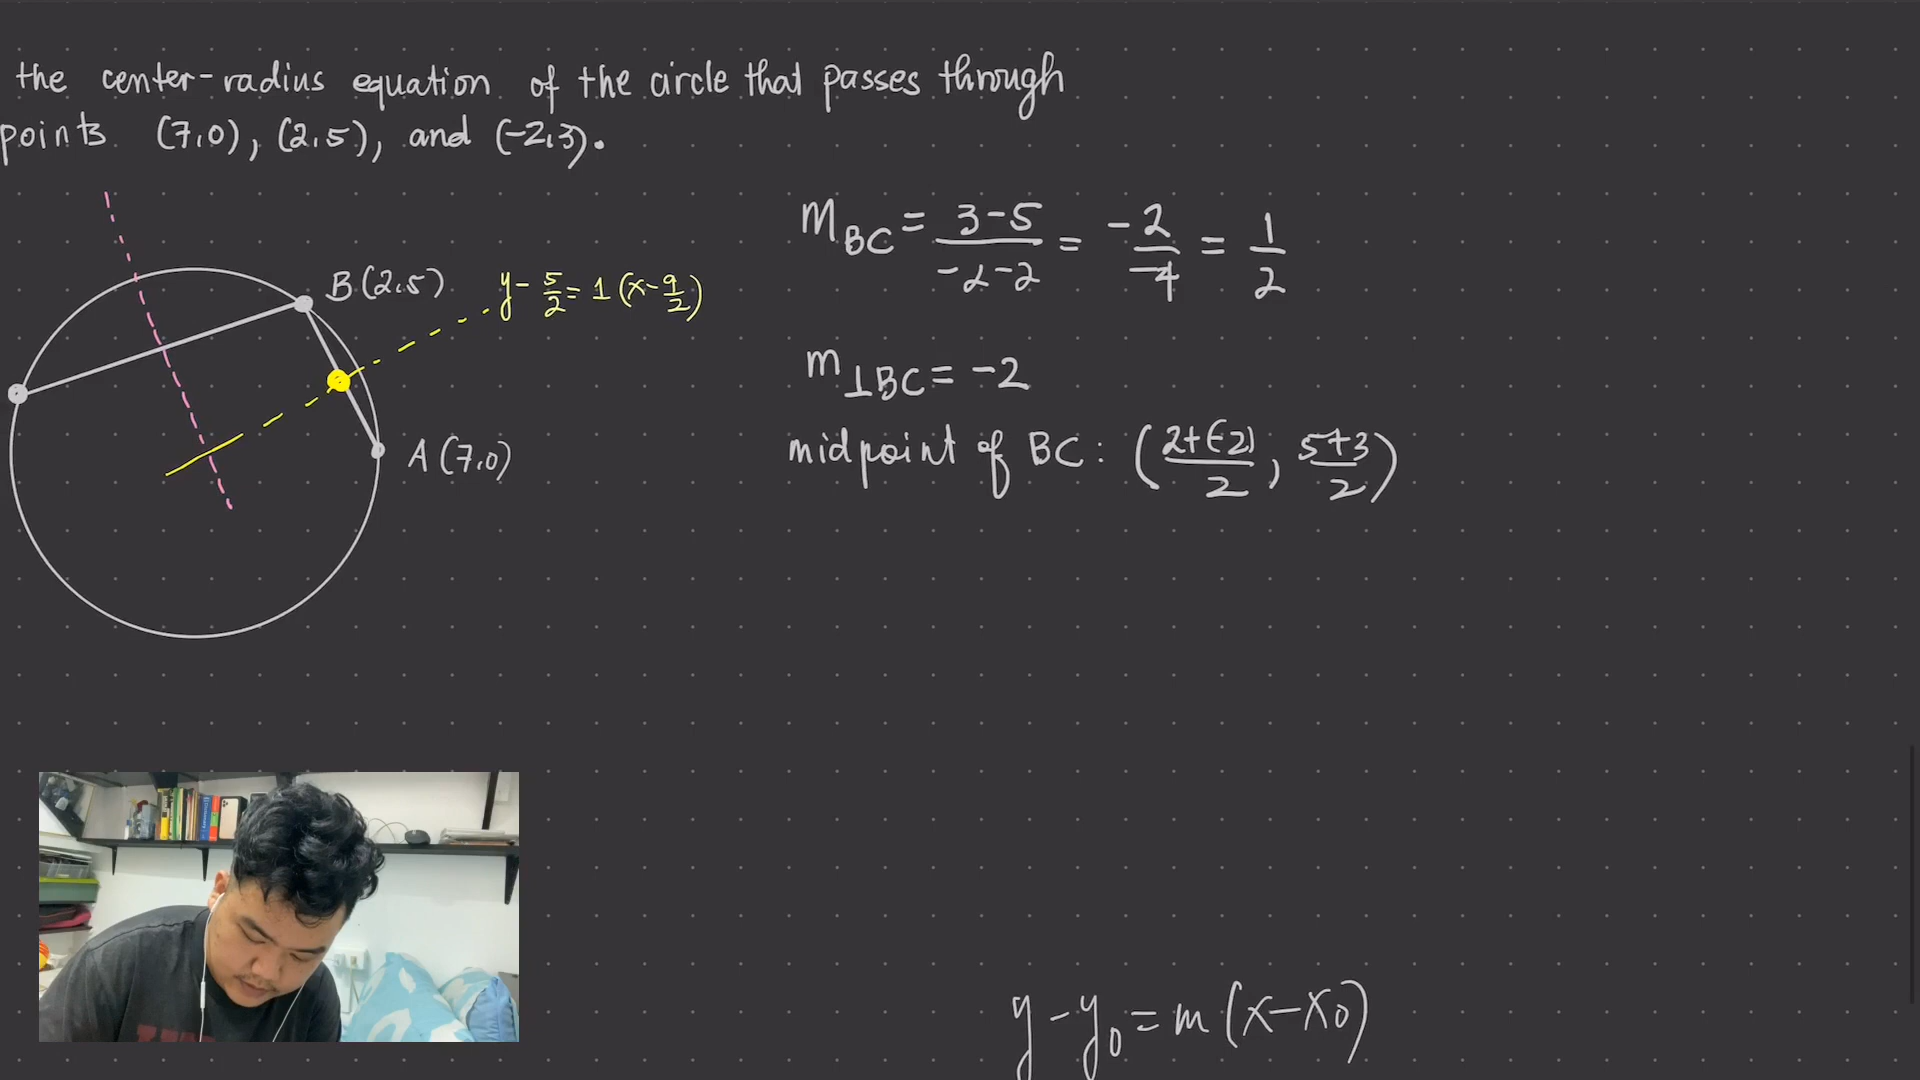 the center-radius equation of the circle that passes through
points (7,0), (2,5), and (-2,3).
m_BC = (3-5)/(-2-2) = (-2)/(-4) = 1/2
B(2,5)
y - 5/2 = 1(x - 9/2)
m_⊥BC = -2
A(7,0)
midpoint of BC: ((2+(-2))/2, (5+3)/2)
y - y₀ = m(x - x₀)